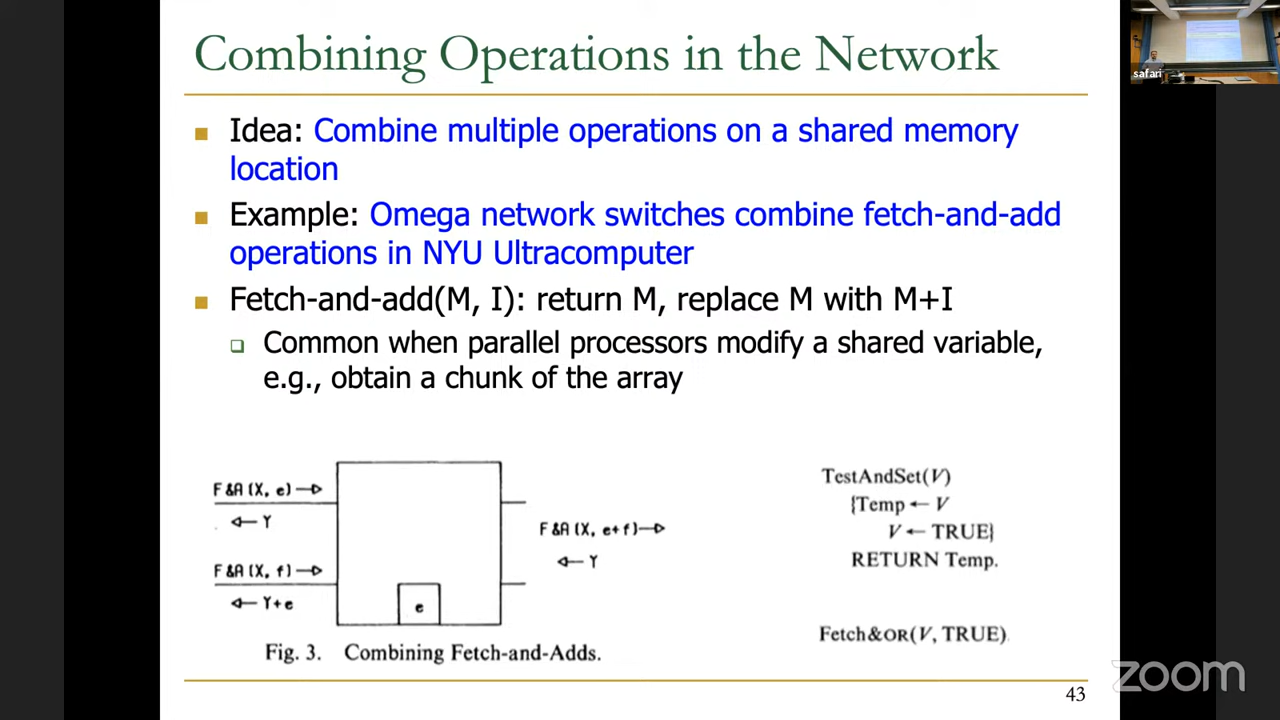 Combining Operations in the Network
safari
Idea: Combine multiple operations on a shared memory
location
Example: Omega network switches combine fetch-and-add
operations in NYU Ultracomputer
Fetch-and-add(M, I): return M, replace M with M+I
Common when parallel processors modify a shared variable,
e.g., obtain a chunk of the array
F&A (X, e)
Y
F&A (X, f)
Y+e
e
F&A (X, e+f)
Y
Fig. 3. Combining Fetch-and-Adds.
TestAndSet(V)
{Temp ← V
V ← TRUE}
RETURN Temp.
Fetch&OR(V, TRUE)
43
zoom